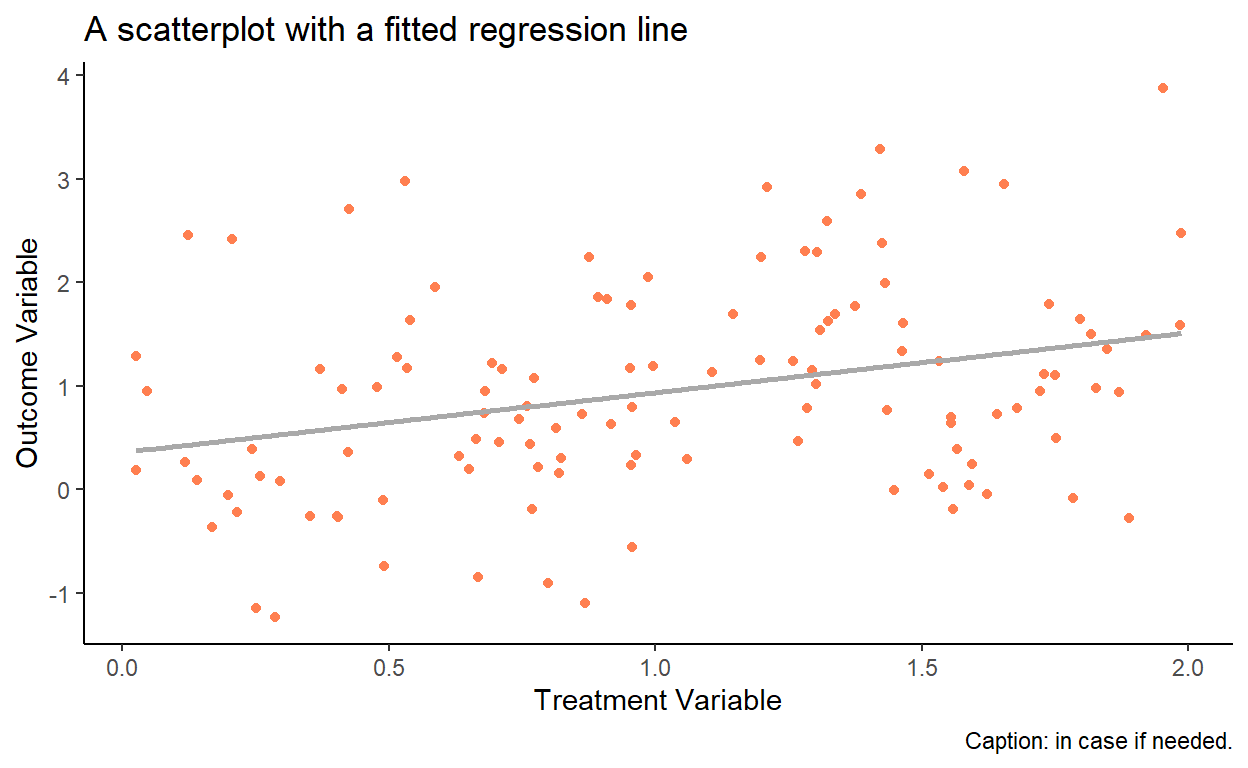 A scatterplot with a fitted regression line
Outcome Variable
4
3
2
1
0
-1
0.0 0.5 1.0 1.5 2.0
Treatment Variable
Caption: in case if needed.